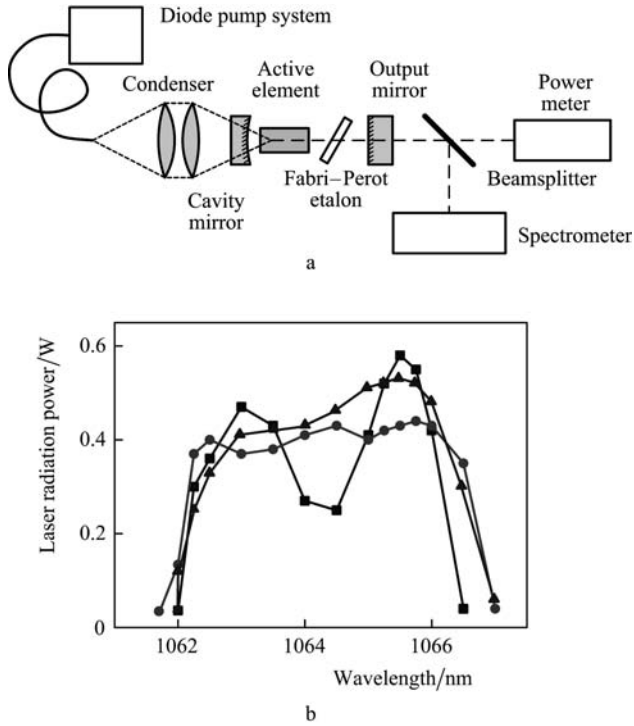 Diode pump system
Condenser
Active
element
Output
mirror
Power
meter
Cavity
mirror
Fabri–Perot
etalon
Beamsplitter
Spectrometer
a
Laser radiation power/W
0.6
0.4
0.2
0
1062
1064
1066
Wavelength/nm
b